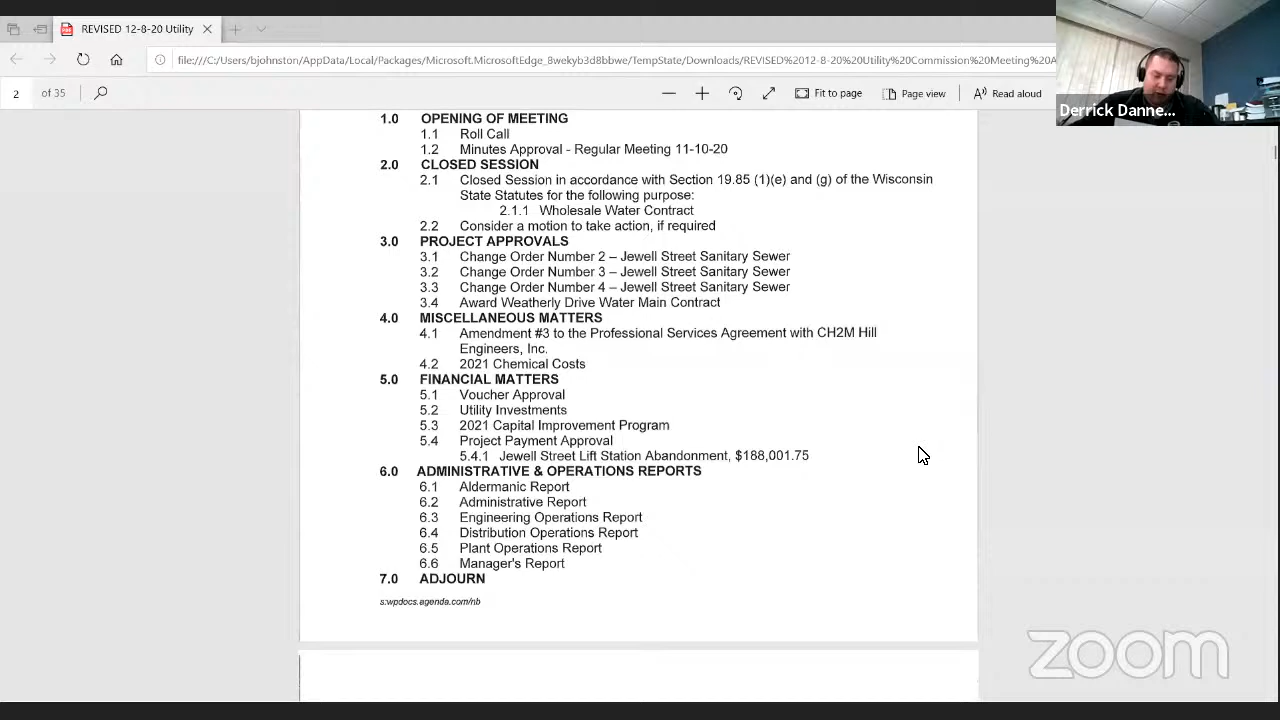 REVISED 12-8-20 Utility
file:///C:/Users/bjohnston/AppData/Local/Packages/Microsoft.MicrosoftEdge_8wekyb3d8bbwe/TempState/Downloads/REVISED%2012-8-20%20Utility%20Commission%20Meeting%20A
2 of 35
Fit to page
Page view
Read aloud
Derrick Danne...
1.0 OPENING OF MEETING
1.1 Roll Call
1.2 Minutes Approval - Regular Meeting 11-10-20
2.0 CLOSED SESSION
2.1 Closed Session in accordance with Section 19.85 (1)(e) and (g) of the Wisconsin
State Statutes for the following purpose:
2.1.1 Wholesale Water Contract
2.2 Consider a motion to take action, if required
3.0 PROJECT APPROVALS
3.1 Change Order Number 2 – Jewell Street Sanitary Sewer
3.2 Change Order Number 3 – Jewell Street Sanitary Sewer
3.3 Change Order Number 4 – Jewell Street Sanitary Sewer
3.4 Award Weatherly Drive Water Main Contract
4.0 MISCELLANEOUS MATTERS
4.1 Amendment #3 to the Professional Services Agreement with CH2M Hill
Engineers, Inc.
4.2 2021 Chemical Costs
5.0 FINANCIAL MATTERS
5.1 Voucher Approval
5.2 Utility Investments
5.3 2021 Capital Improvement Program
5.4 Project Payment Approval
5.4.1 Jewell Street Lift Station Abandonment, $188,001.75
6.0 ADMINISTRATIVE & OPERATIONS REPORTS
6.1 Aldermanic Report
6.2 Administrative Report
6.3 Engineering Operations Report
6.4 Distribution Operations Report
6.5 Plant Operations Report
6.6 Manager's Report
7.0 ADJOURN
s:wpdocs.agenda.com/nb
zoom